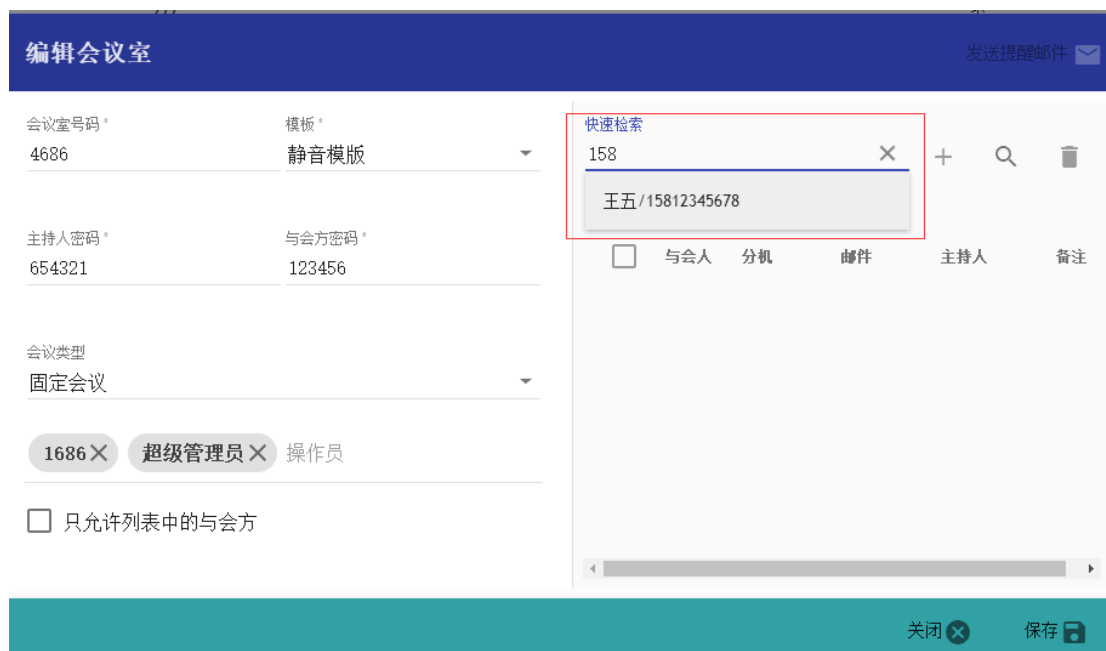 编辑会议室
发送提醒邮件
会议室号码 *
模板 *
4686
静音模版
主持人密码 *
与会方密码 *
654321
123456
会议类型
固定会议
1686
超级管理员
操作员
只允许列表中的与会方
快速检索
158
王五/15812345678
与会人 分机 邮件 主持人 备注
关闭
保存